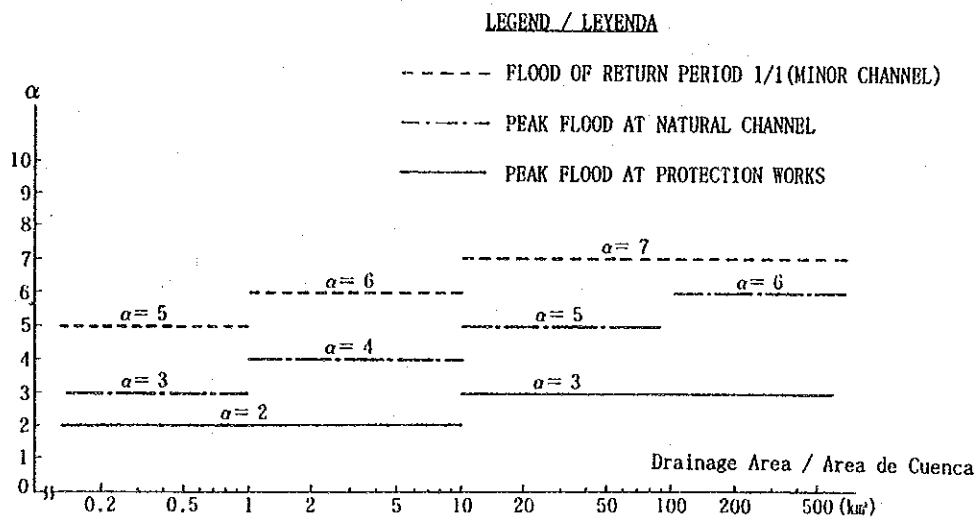 LEGEND / LEYENDA
FLOOD OF RETURN PERIOD 1/1(MINOR CHANNEL)
PEAK FLOOD AT NATURAL CHANNEL
PEAK FLOOD AT PROTECTION WORKS
α
10
9
8
7
6
5
4
3
2
1
0
α= 7
α= 6
α= 6
α= 5
α= 5
α= 4
α= 3
α= 3
α= 2
Drainage Area / Area de Cuenca
0.2 0.5 1 2 5 10 20 50 100 200 500 (km²)